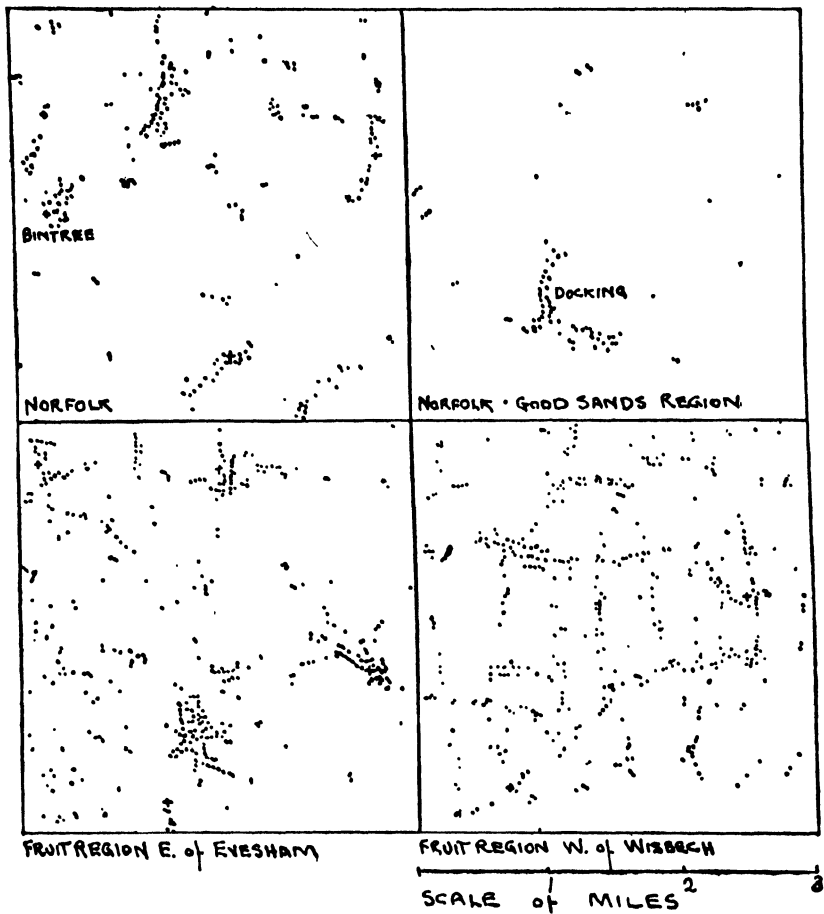 BINTREE
DOCKING
NORFOLK
NORFOLK · GOOD SANDS REGION
FRUIT REGION E. of EVESHAM
FRUIT REGION W. of WISBECH
1 2 3
SCALE of MILES